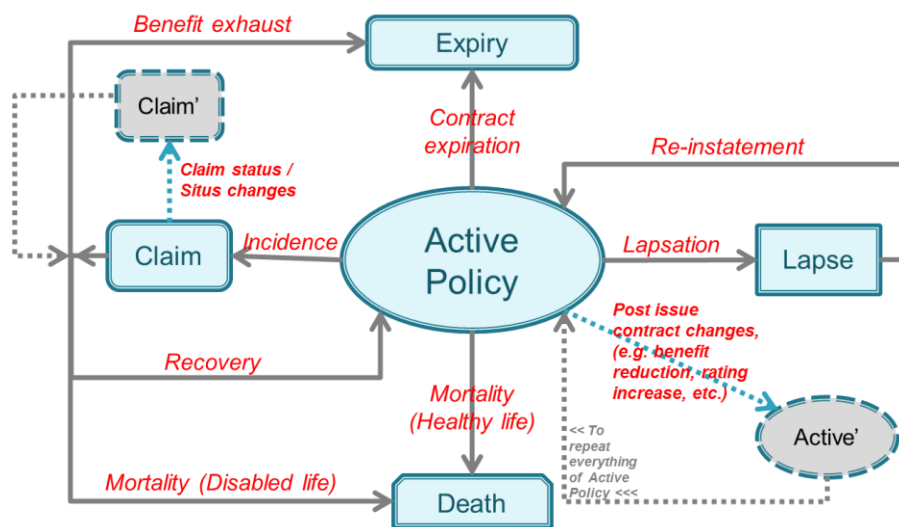 Benefit exhaust
Expiry
Claim’
Contract
expiration
Re-instatement
Claim status /
Situs changes
Claim
Incidence
Active
Policy
Lapsation
Lapse
Post issue
contract changes,
(e.g. benefit
reduction, rating
increase, etc.)
Recovery
Mortality
(Healthy life)
<< To
repeat
everything
of Active
Policy <<<
Active’
Mortality (Disabled life)
Death